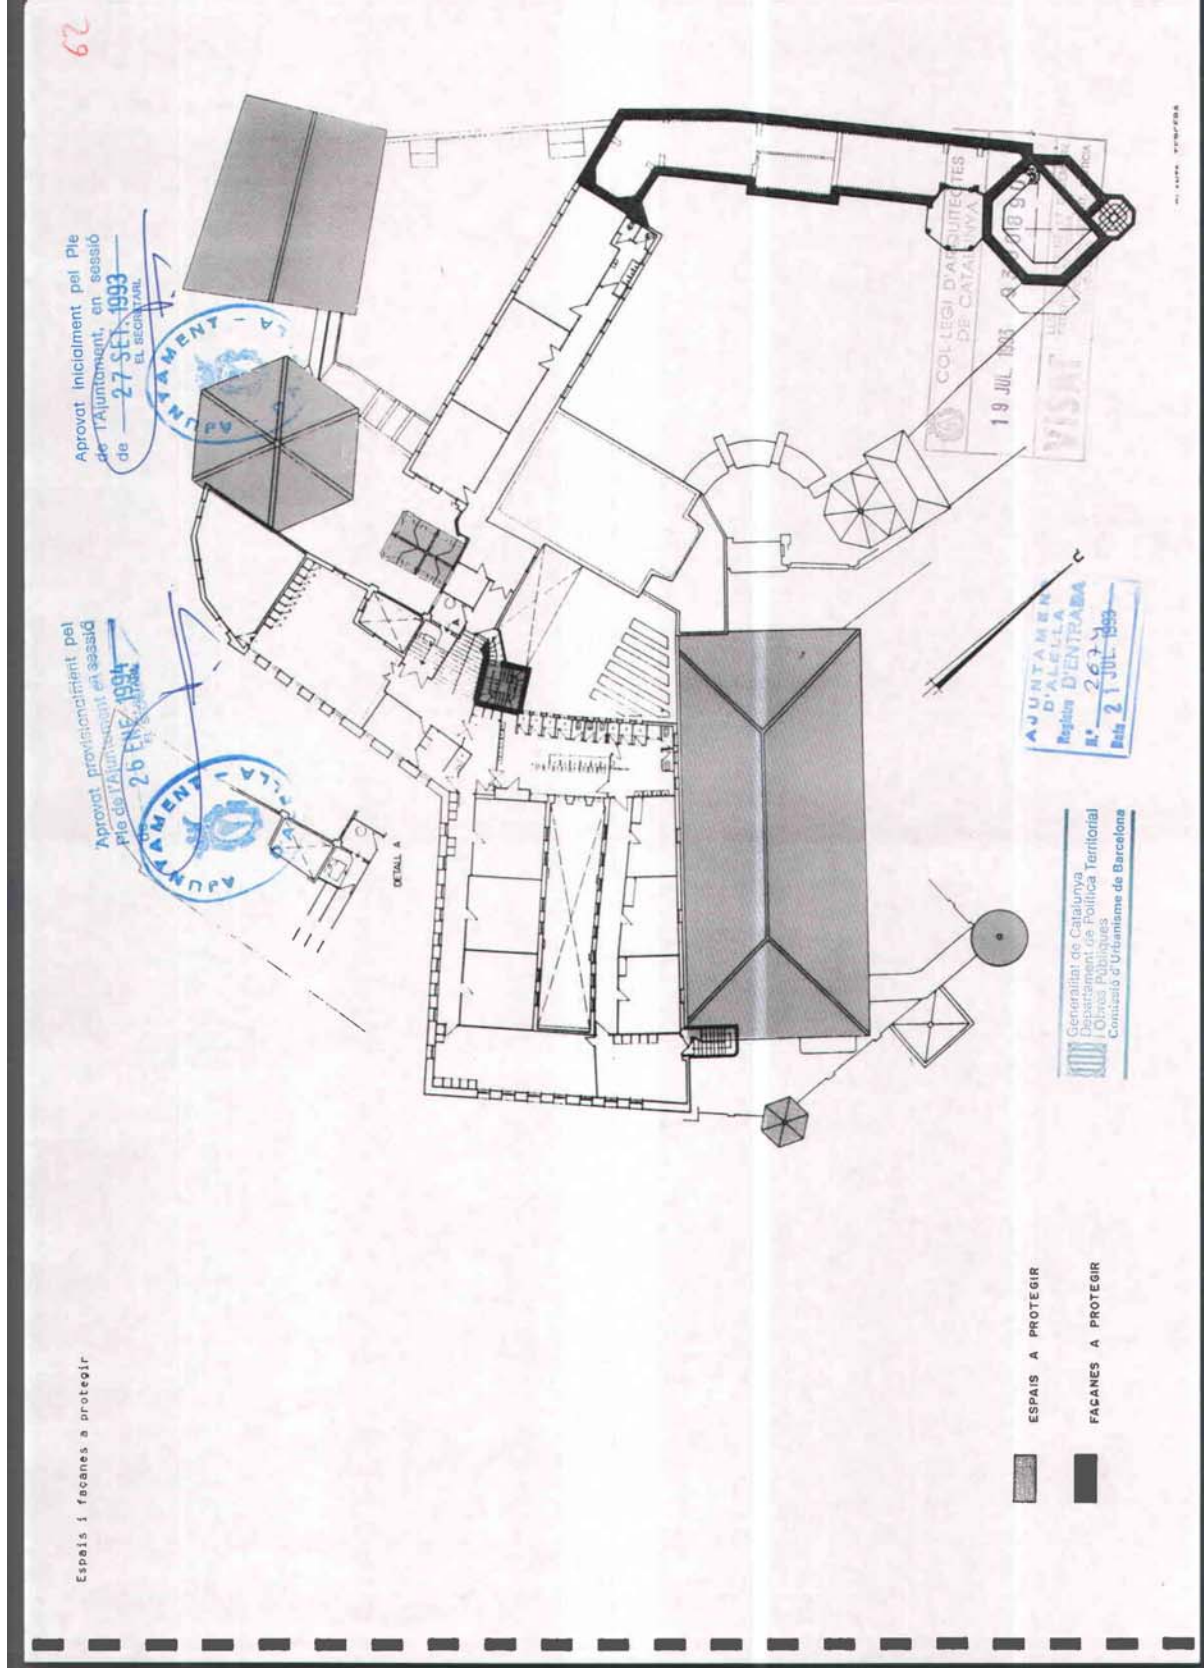 62
Espais i façanes a protegir
Aprovat provisionalment pel
Ple de l'Ajuntament en sessió
de 26 ENE. 1994
AJUNTAMENT
ALELLA
Aprovat inicialment pel Ple
de l'Ajuntament, en sessió
de 27 SET. 1993
EL SECRETARI,
AJUNTAMENT
DETALL A
COL·LEGI D'ARQUITECTES
DE CATALUNYA
19 JUL. 1993
VISAT
AJUNTAMENT
D'ALELLA
Registre D'ENTRADA
N.º 2674
Data 21 JUL. 1993
Generalitat de Catalunya
Departament de Política Territorial
i Obres Públiques
Comissió d'Urbanisme de Barcelona
ESPAIS A PROTEGIR
FAÇANES A PROTEGIR